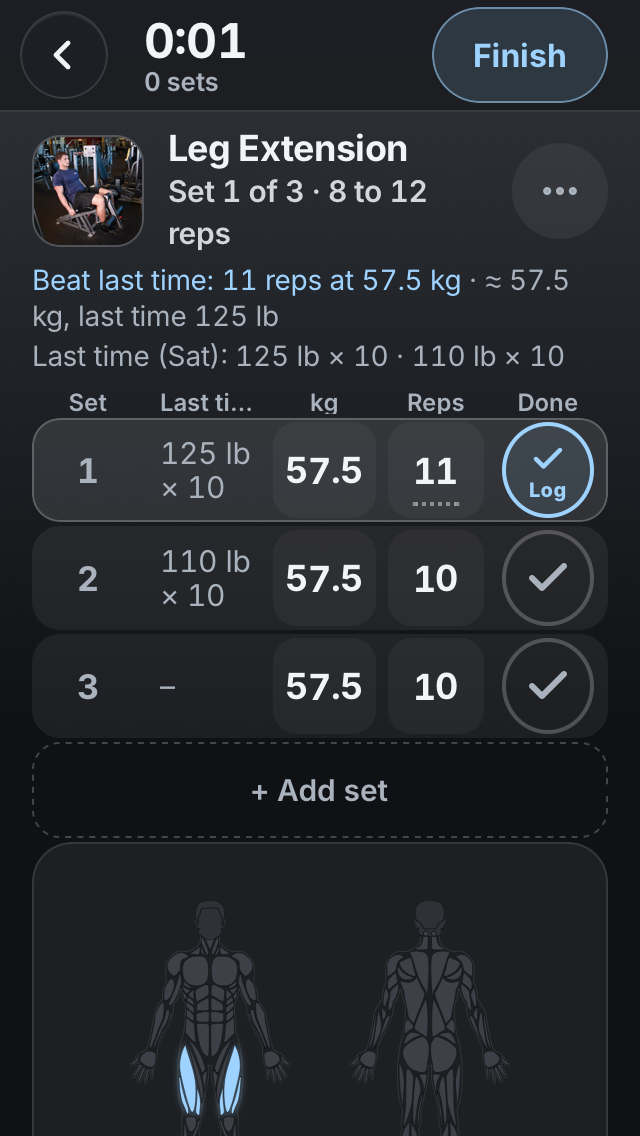 0:01
0 sets
Finish
Leg Extension
Set 1 of 3 · 8 to 12
reps
Beat last time: 11 reps at 57.5 kg · ≈ 57.5
kg, last time 125 lb
Last time (Sat): 125 lb × 10 · 110 lb × 10
Set Last ti... kg Reps Done
1 125 lb × 10 57.5 11 Log
2 110 lb × 10 57.5 10
3 – 57.5 10
+ Add set